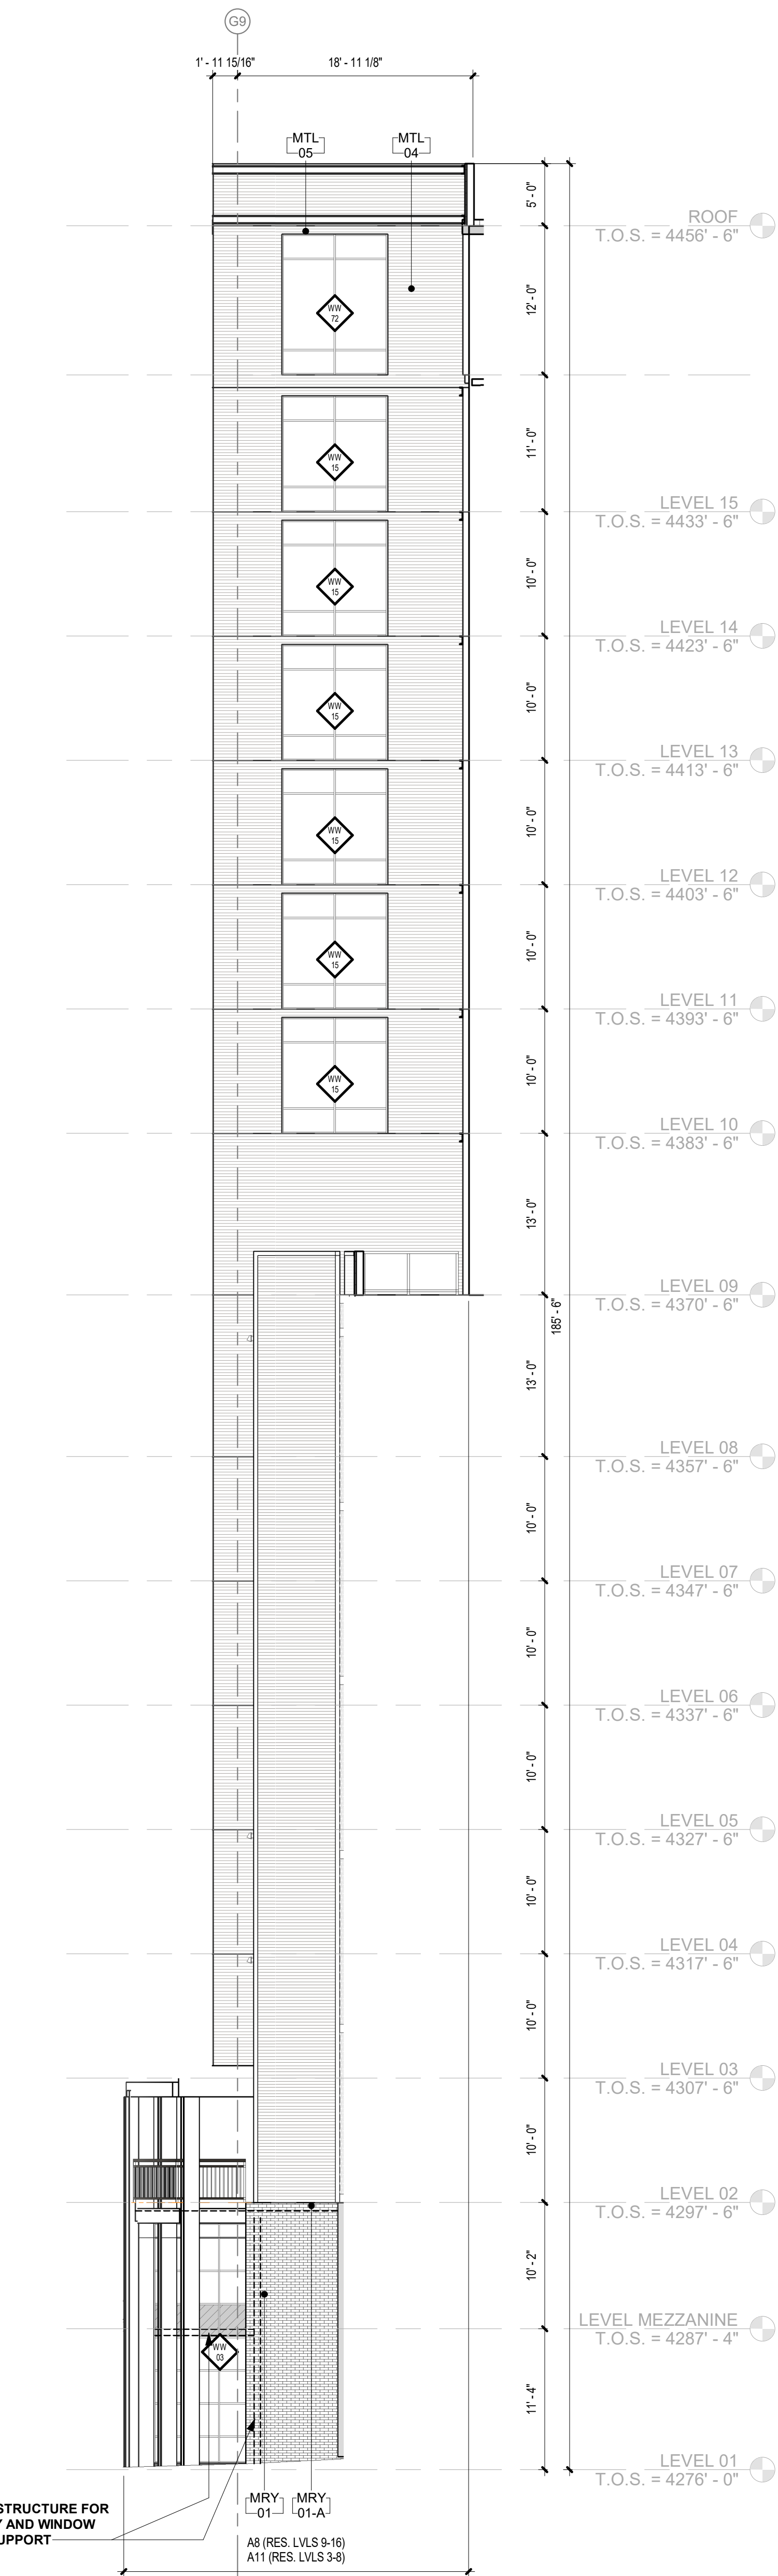 G9
1' - 11 15/16"
18' - 11 1/8"
MTL
05
MTL
04
5' - 0"
ROOF
T.O.S. = 4456' - 6"
12' - 0"
WW
72
11' - 0"
WW
15
LEVEL 15
T.O.S. = 4433' - 6"
10' - 0"
WW
15
LEVEL 14
T.O.S. = 4423' - 6"
10' - 0"
WW
15
LEVEL 13
T.O.S. = 4413' - 6"
10' - 0"
WW
15
LEVEL 12
T.O.S. = 4403' - 6"
10' - 0"
WW
15
LEVEL 11
T.O.S. = 4393' - 6"
10' - 0"
WW
15
LEVEL 10
T.O.S. = 4383' - 6"
13' - 0"
LEVEL 09
T.O.S. = 4370' - 6"
185' - 6"
13' - 0"
LEVEL 08
T.O.S. = 4357' - 6"
10' - 0"
LEVEL 07
T.O.S. = 4347' - 6"
10' - 0"
LEVEL 06
T.O.S. = 4337' - 6"
10' - 0"
LEVEL 05
T.O.S. = 4327' - 6"
10' - 0"
LEVEL 04
T.O.S. = 4317' - 6"
10' - 0"
LEVEL 03
T.O.S. = 4307' - 6"
10' - 0"
LEVEL 02
T.O.S. = 4297' - 6"
10' - 2"
LEVEL MEZZANINE
T.O.S. = 4287' - 4"
WW
03
11' - 4"
LEVEL 01
T.O.S. = 4276' - 0"
MRY
01
MRY
01-A
STRUCTURE FOR
AND WINDOW
UPPORT
A8 (RES. LVLS 9-16)
A11 (RES. LVLS 3-8)